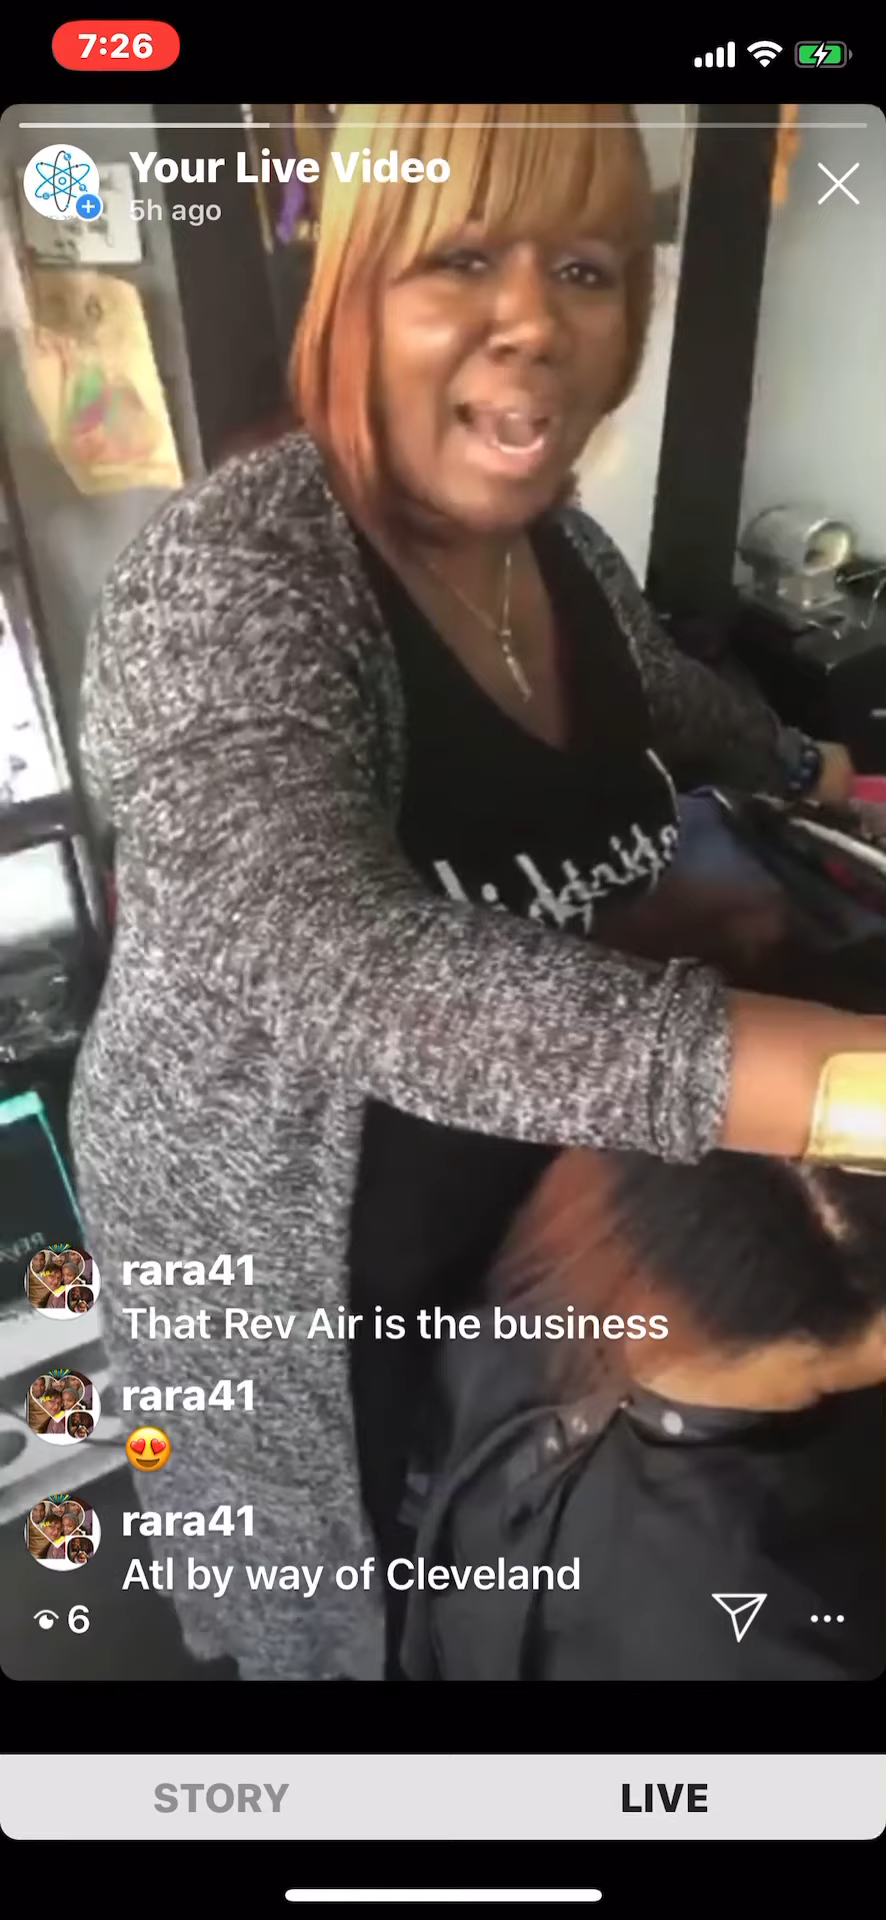 7:26
Your Live Video
5h ago
rara41
That Rev Air is the business
rara41
😍
rara41
Atl by way of Cleveland
6
STORY
LIVE